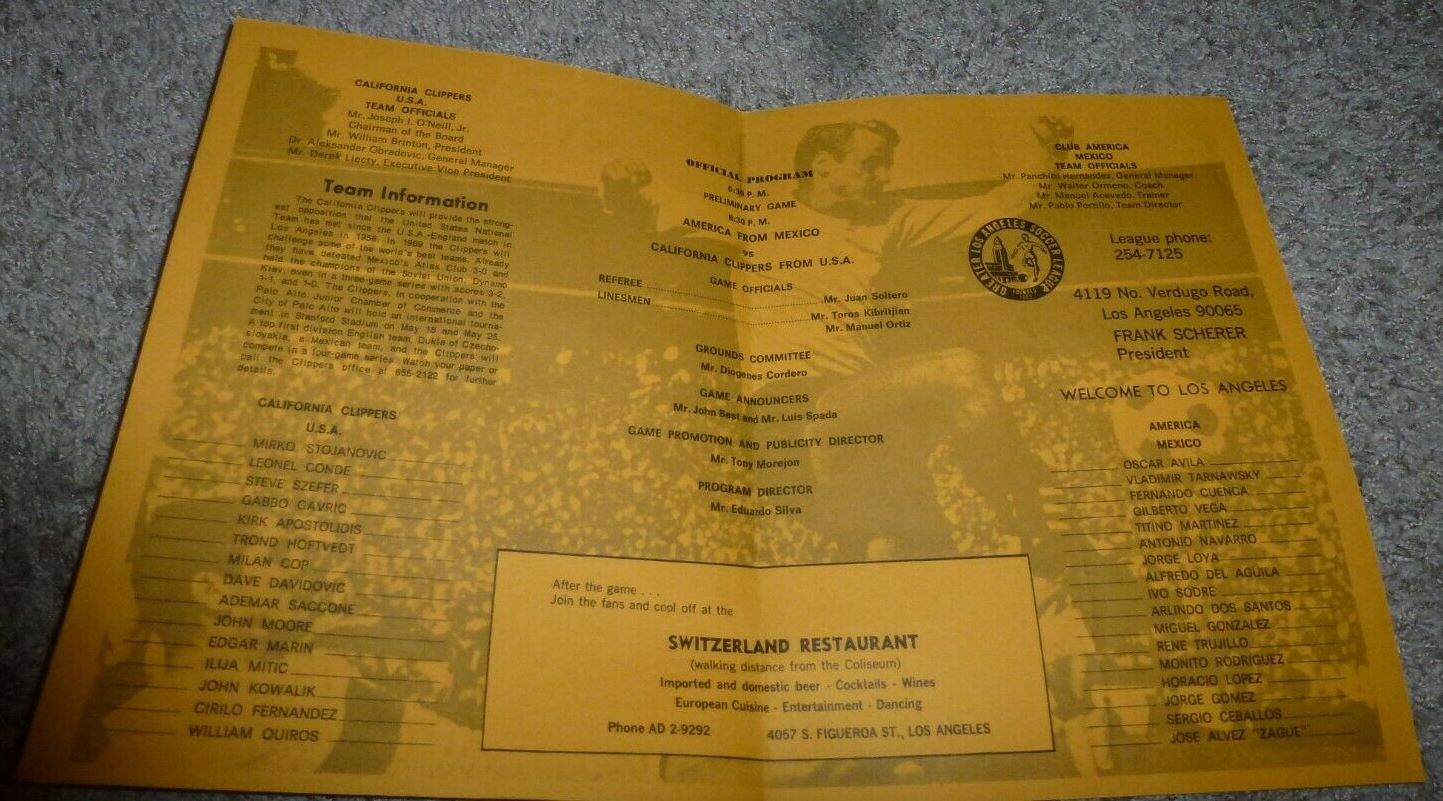 CALIFORNIA CLIPPERS
U.S.A.
TEAM OFFICIALS
Mr. Joseph I. O'Neill, Jr.
Chairman of the Board
Mr. William Brinton, President
Dr. Aleksandar Obradovic, General Manager
Mr. Derek Liecty, Executive Vice President
Team Information
The California Clippers will provide the strong-
est opposition that the United States National
Team has met since the U.S.A.-England match in
Los Angeles in 1958. In 1969 the Clippers will
challenge some of the world's best teams. Already
they have defeated Mexico's Atlas Club 3-0 and
held the champions of the Soviet Union, Dynamo
Kiev, even in a three-game series with scores 3-2,
1-1, and 1-0. The Clippers, in cooperation with the
Palo Alto Junior Chamber of Commerce and the
City of Palo Alto will hold an international tourna-
ment in Stanford Stadium on May 18 and May 25.
A top first division English team, Dukla of Czecho-
slovakia, a Mexican team, and the Clippers will
compete in a four-game series. Watch your paper or
call the Clippers office at 655-2122 for further
details.
CALIFORNIA CLIPPERS
U.S.A.
MIRKO STOJANOVIC
LEONEL CONDE
STEVE SZEFER
GABBO GAVRIC
KIRK APOSTOLIDIS
TROND HOFTVEDT
MILAN COP
DAVE DAVIDOVIC
ADEMAR SACCONE
JOHN MOORE
EDGAR MARIN
ILIJA MITIC
JOHN KOWALIK
CIRILO FERNANDEZ
WILLIAM QUIROS
OFFICIAL PROGRAM
6:30 P. M.
PRELIMINARY GAME
8:30 P. M.
AMERICA FROM MEXICO
vs
CALIFORNIA CLIPPERS FROM U.S.A.
GAME OFFICIALS
REFEREE Mr. Juan Soltero
LINESMEN Mr. Toros Kibritjian
Mr. Manuel Ortiz
GROUNDS COMMITTEE
Mr. Diogenes Cordero
GAME ANNOUNCERS
Mr. John Best and Mr. Luis Spada
GAME PROMOTION AND PUBLICITY DIRECTOR
Mr. Tony Morejon
PROGRAM DIRECTOR
Mr. Eduardo Silva
After the game . . .
Join the fans and cool off at the
SWITZERLAND RESTAURANT
(walking distance from the Coliseum)
Imported and domestic beer - Cocktails - Wines
European Cuisine - Entertainment - Dancing
Phone AD 2-9292 4057 S. FIGUEROA ST., LOS ANGELES
CLUB AMERICA
MEXICO
TEAM OFFICIALS
Mr. Panchito Hernandez, General Manager
Mr. Walter Ormeno, Coach
Mr. Manuel Acevedo, Trainer
Mr. Pablo Portillo, Team Director
GREATER LOS ANGELES SOCCER LEAGUE
League phone:
254-7125
4119 No. Verdugo Road,
Los Angeles 90065
FRANK SCHERER
President
WELCOME TO LOS ANGELES
AMERICA
MEXICO
OSCAR AVILA
VLADIMIR TARNAWSKY
FERNANDO CUENCA
GILBERTO VEGA
TITINO MARTINEZ
ANTONIO NAVARRO
JORGE LOYA
ALFREDO DEL AGUILA
IVO SODRE
ARLINDO DOS SANTOS
MIGUEL GONZALEZ
RENE TRUJILLO
MONITO RODRIGUEZ
HORACIO LOPEZ
JORGE GOMEZ
SERGIO CEBALLOS
JOSE ALVEZ "ZAGUE"